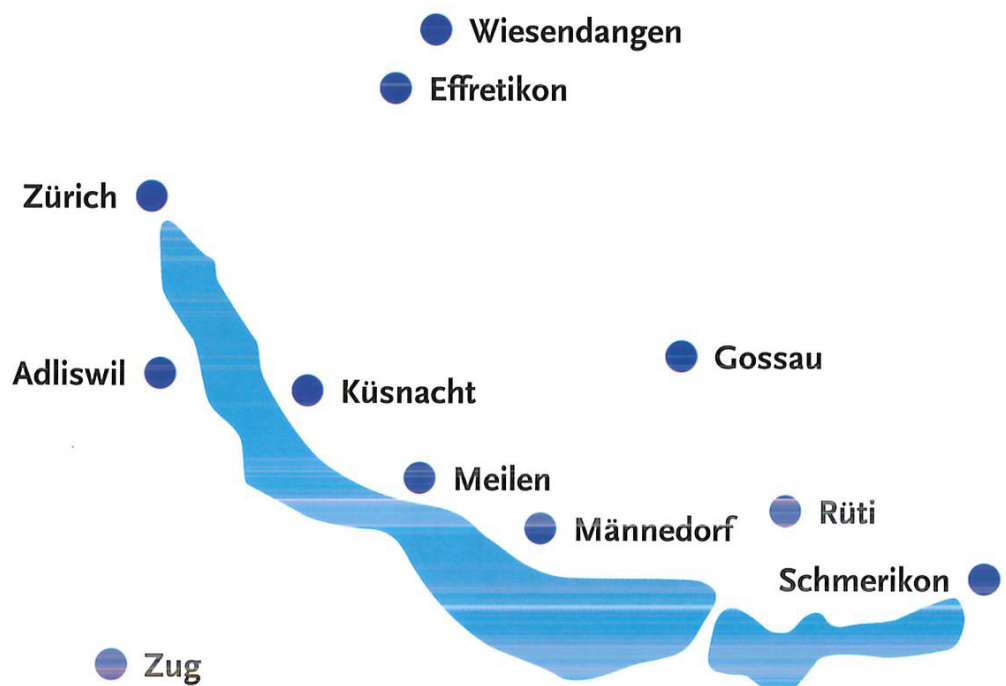 Wiesendangen
Effretikon
Zürich
Gossau
Adliswil
Küsnacht
Meilen
Rüti
Männedorf
Schmerikon
Zug